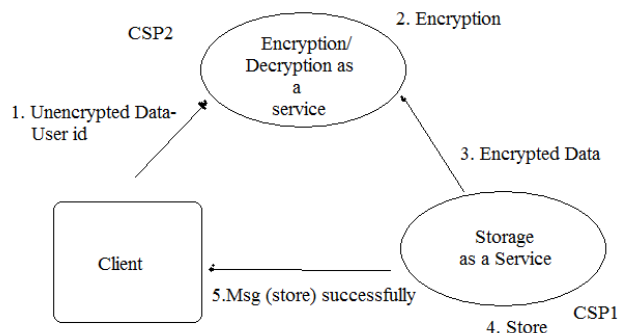 CSP2
2. Encryption
Encryption/
Decryption as
a
service
1. Unencrypted Data-
User id
3. Encrypted Data
Client
Storage
as a Service
5.Msg (store) successfully
CSP1
4. Store